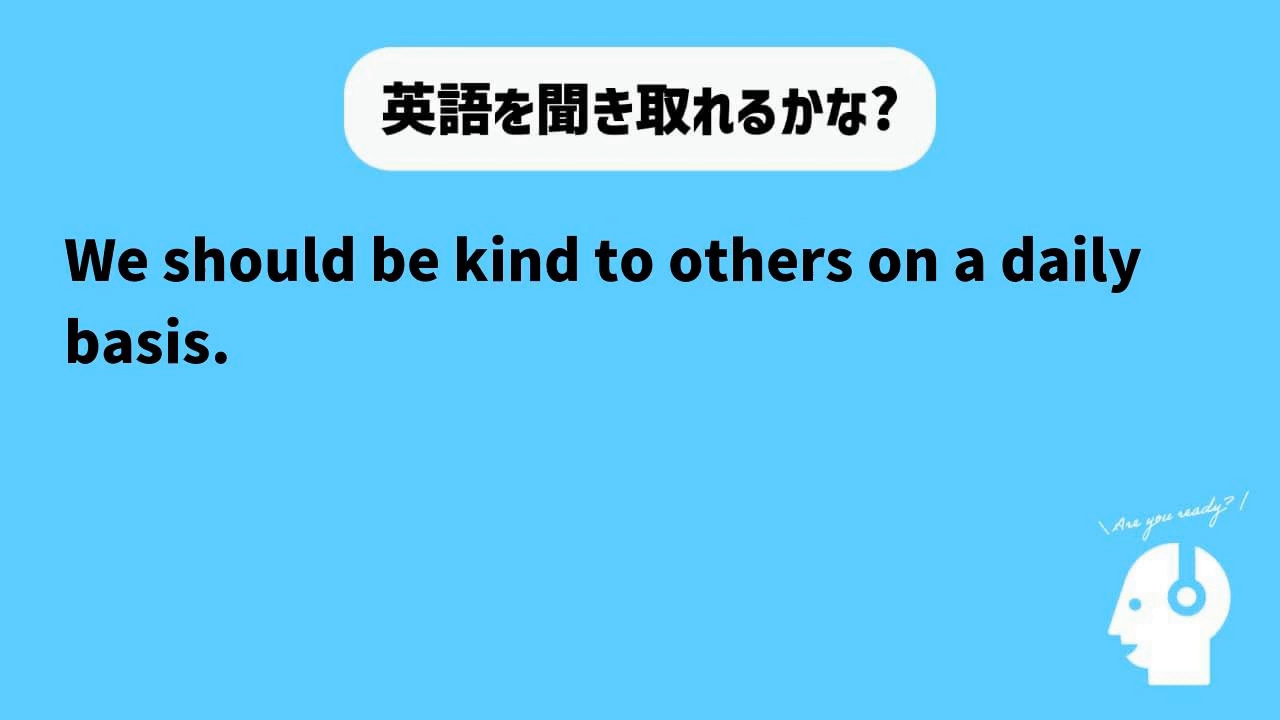 英語を聞き取れるかな?
We should be kind to others on a daily
basis.
\ Are you ready? /